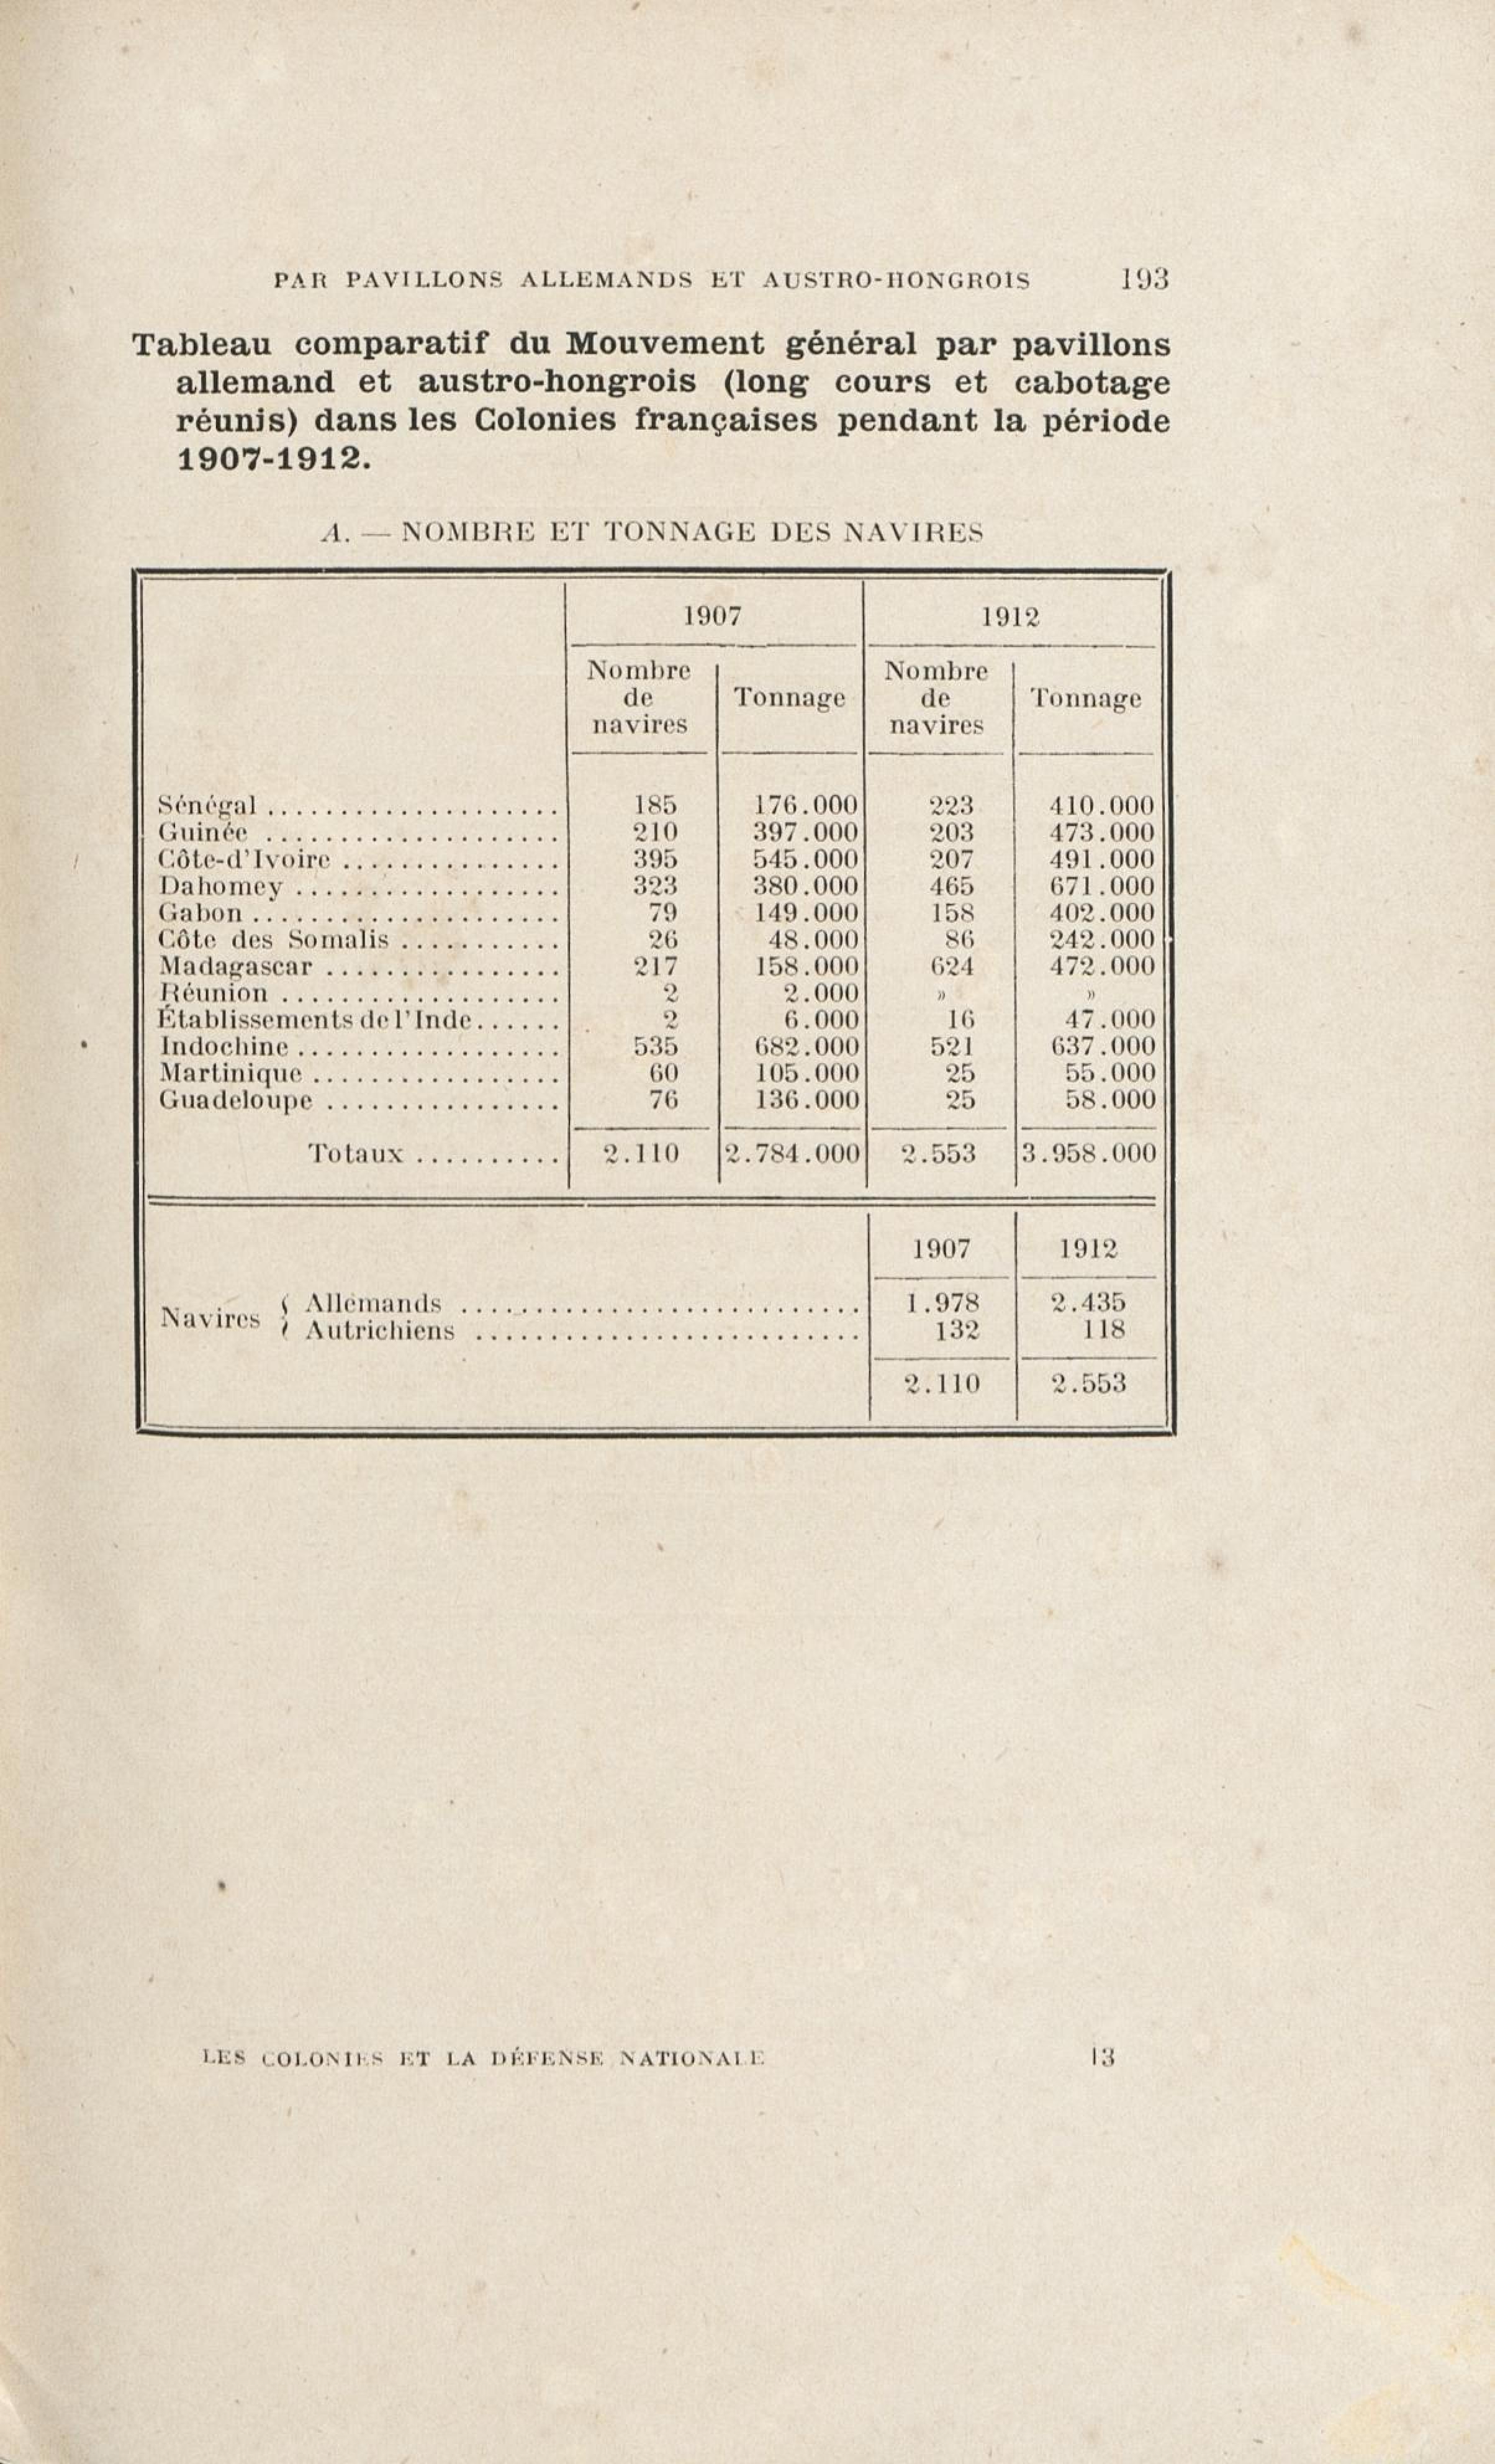 PAR PAVILLONS ALLEMANDS ET AUSTRO-HONGROIS 193
Tableau comparatif du Mouvement général par pavillons
allemand et austro-hongrois (long cours et cabotage
réunis) dans les Colonies françaises pendant la période
1907-1912.
A. — NOMBRE ET TONNAGE DES NAVIRES
1907 1912
Nombre de navires Tonnage Nombre de navires Tonnage
Sénégal .................... 185 176.000 223 410.000
Guinée .................... 210 397.000 203 473.000
Côte-d'Ivoire ............... 395 545.000 207 491.000
Dahomey .................. 323 380.000 465 671.000
Gabon ..................... 79 149.000 158 402.000
Côte des Somalis ........... 26 48.000 86 242.000
Madagascar ................ 217 158.000 624 472.000
Réunion ................... 2 2.000 » »
Établissements de l'Inde...... 2 6.000 16 47.000
Indochine .................. 535 682.000 521 637.000
Martinique ................. 60 105.000 25 55.000
Guadeloupe ................ 76 136.000 25 58.000
Totaux .......... 2.110 2.784.000 2.553 3.958.000
1907 1912
Navires { Allemands ........................... 1.978 2.435
Autrichiens .......................... 132 118
2.110 2.553
LES COLONIES ET LA DÉFENSE NATIONALE 13